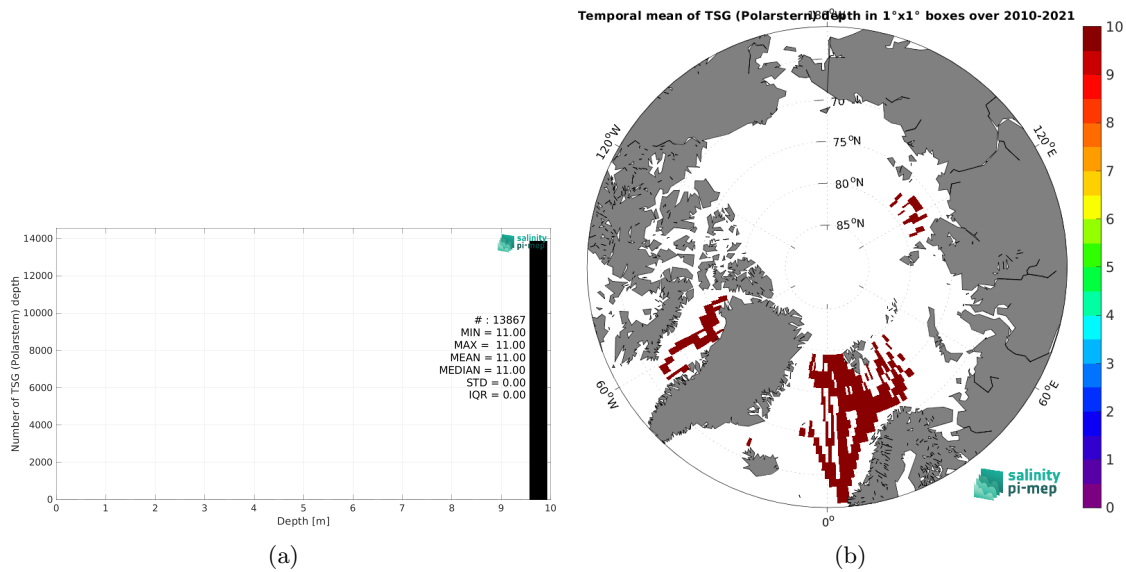 Number of TSG (Polarstern) depth
14000
12000
10000
8000
6000
4000
2000
0
0 1 2 3 4 5 6 7 8 9 10
Depth [m]
salinity
pi-mep
# : 13867
MIN = 11.00
MAX = 11.00
MEAN = 11.00
MEDIAN = 11.00
STD = 0.00
IQR = 0.00
(a)
Temporal mean of TSG (Polarstern) depth in 1°x1° boxes over 2010-2021
180°W
120°W
120°E
60°W
60°E
0°
75°N
80°N
85°N
salinity
pi-mep
10
9
8
7
6
5
4
3
2
1
0
(b)